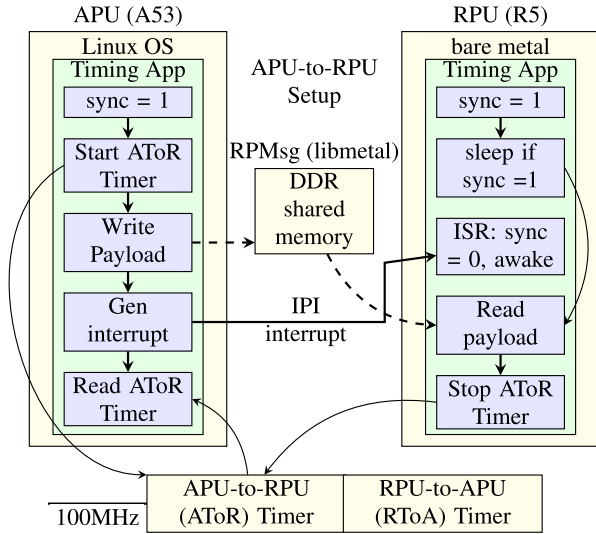 APU (A53)
Linux OS
Timing App
sync = 1
Start AToR
Timer
Write
Payload
Gen
interrupt
Read AToR
Timer
APU-to-RPU
Setup
RPMsg (libmetal)
DDR
shared
memory
IPI
interrupt
RPU (R5)
bare metal
Timing App
sync = 1
sleep if
sync =1
ISR: sync
= 0, awake
Read
payload
Stop AToR
Timer
100MHz
APU-to-RPU
(AToR) Timer
RPU-to-APU
(RToA) Timer